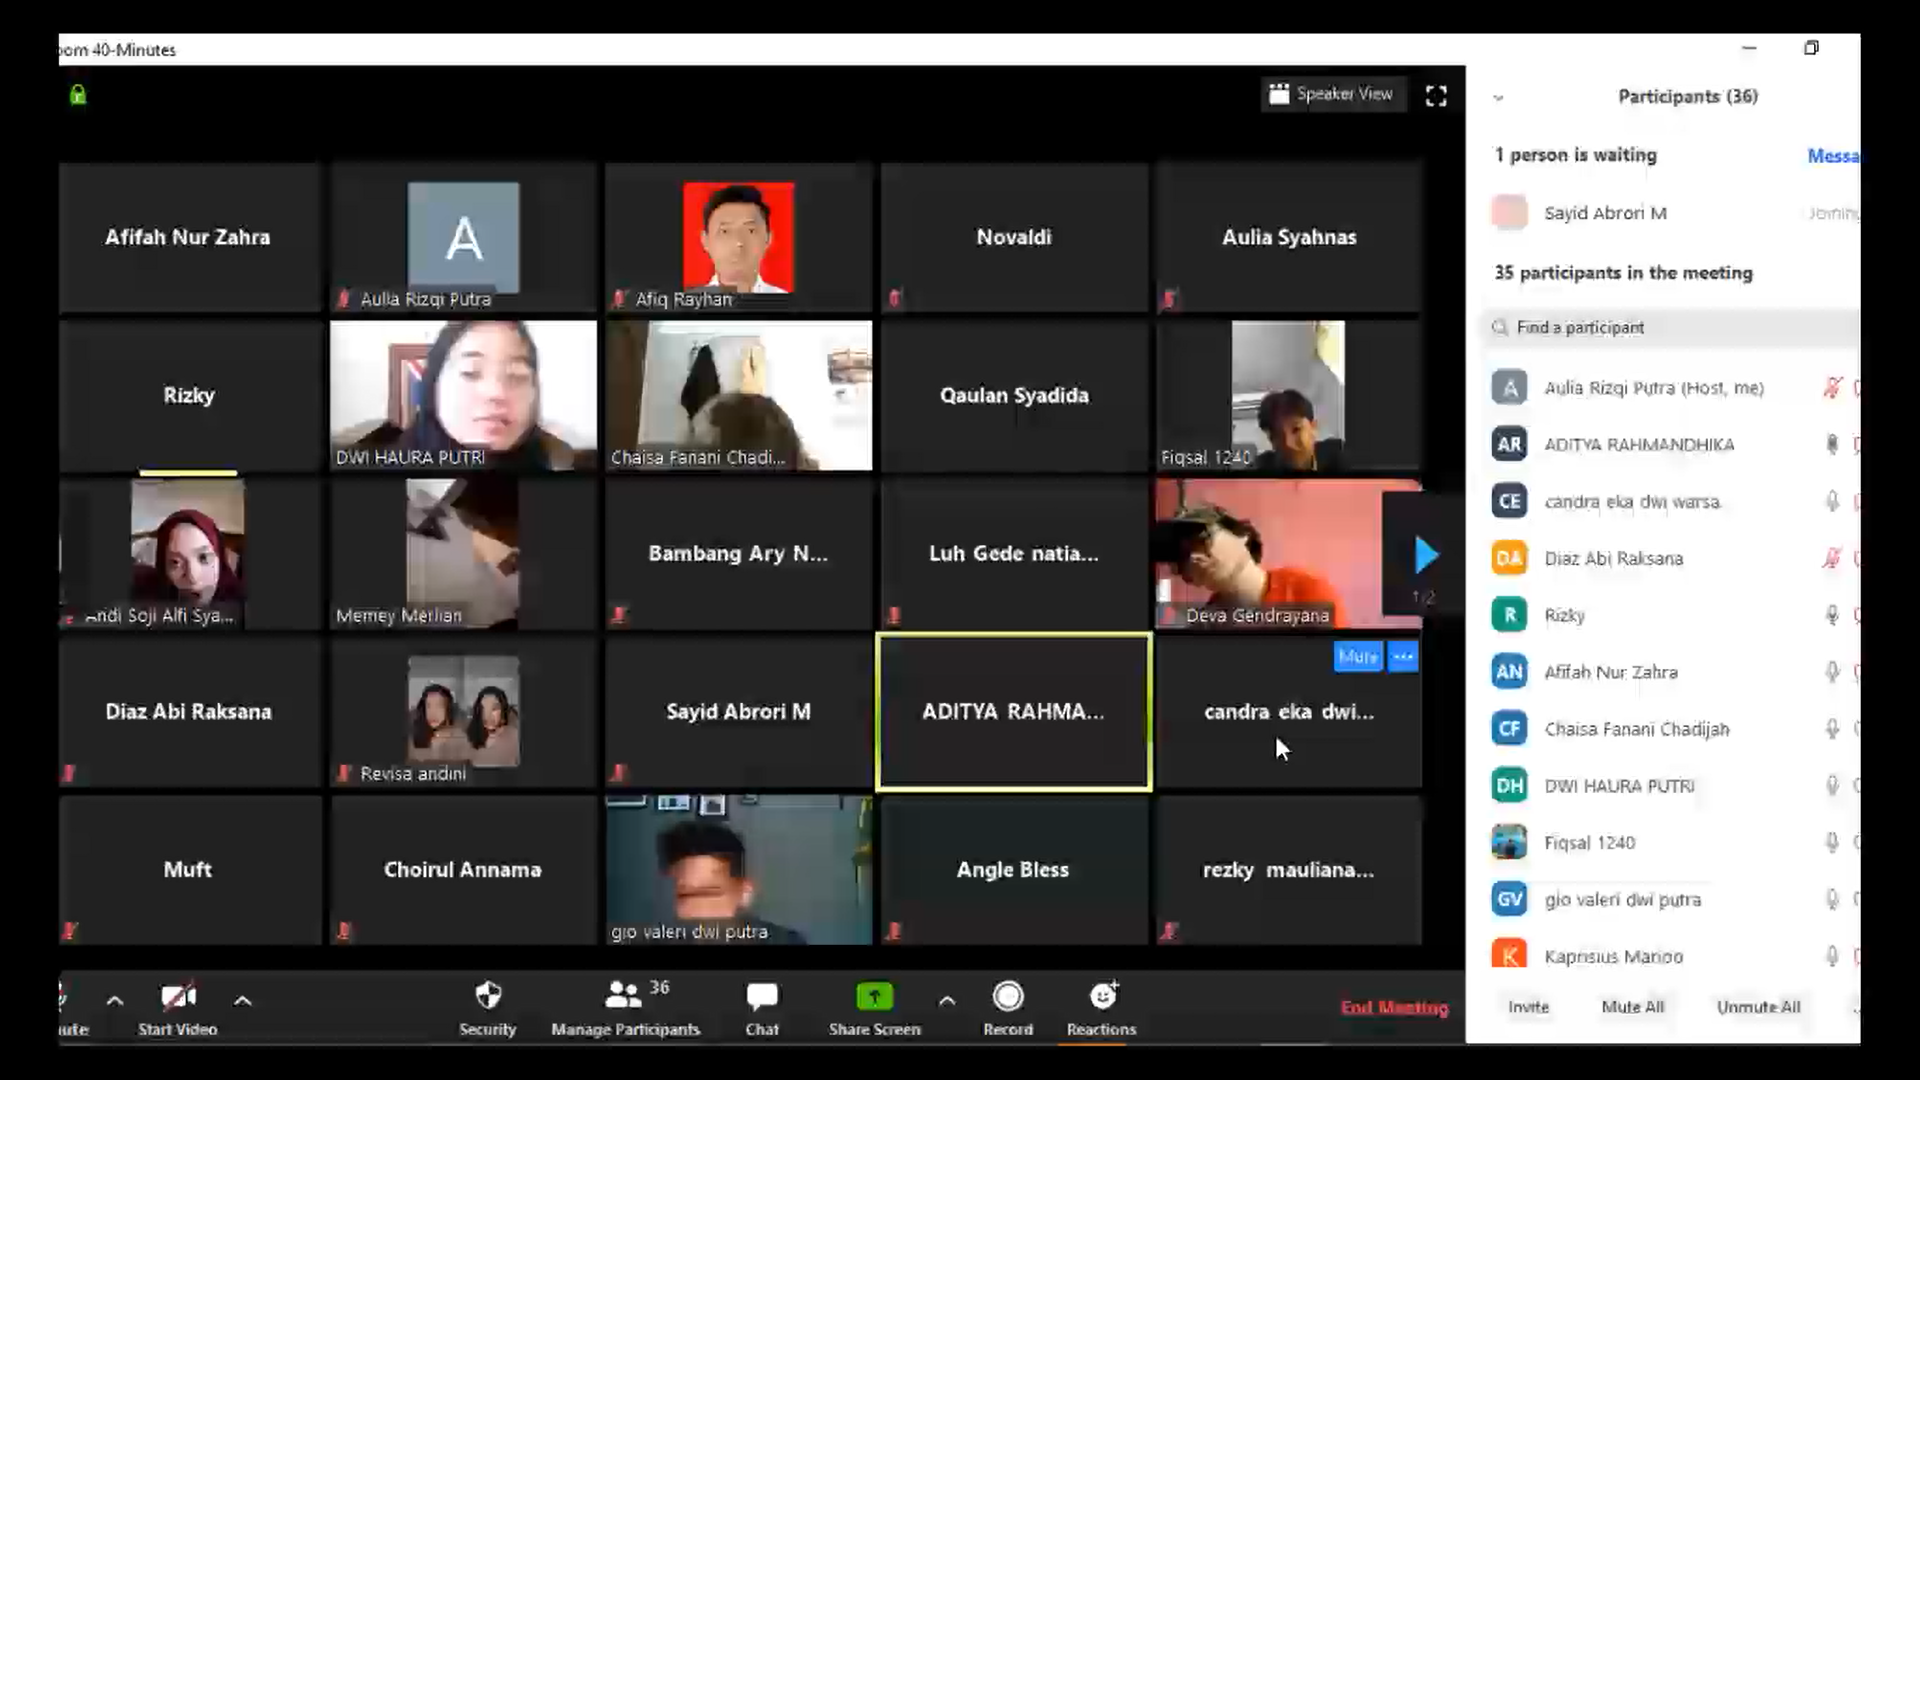 oom 40-Minutes
Speaker View
Afifah Nur Zahra
A
Aulia Rizqi Putra
Afiq Rayhan
Novaldi
Aulia Syahnas
Rizky
DWI HAURA PUTRI
Chaisa Fanani Chadi...
Qaulan Syadida
Fiqsal 1240
Andi Soji Alfi Sya...
Memey Merlian
Bambang Ary N...
Luh Gede natia...
Deva Gendrayana
1/2
Diaz Abi Raksana
Revisa andini
Sayid Abrori M
ADITYA RAHMA...
Mute ...
candra eka dwi...
Muft
Choirul Annama
gio valeri dwi putra
Angle Bless
rezky mauliana...
ute
Start Video
Security
36
Manage Participants
Chat
Share Screen
Record
Reactions
End Meeting
Participants (36)
1 person is waiting
Messa
Sayid Abrori M
Joining
35 participants in the meeting
Find a participant
A Aulia Rizqi Putra (Host, me)
AR ADITYA RAHMANDHIKA
CE candra eka dwi warsa
DA Diaz Abi Raksana
R Rizky
AN Afifah Nur Zahra
CF Chaisa Fanani Chadijah
DH DWI HAURA PUTRI
Fiqsal 1240
GV gio valeri dwi putra
K Kaprisius Marioo
Invite
Mute All
Unmute All